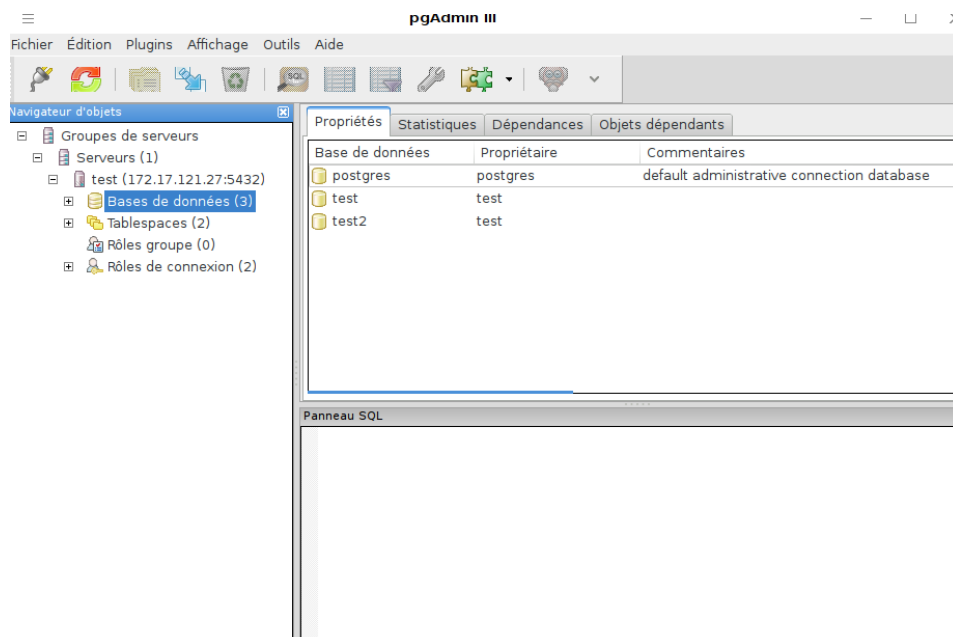 pgAdmin III
Fichier Édition Plugins Affichage Outils Aide
SQL
Navigateur d'objets
Groupes de serveurs
Serveurs (1)
test (172.17.121.27:5432)
Bases de données (3)
Tablespaces (2)
Rôles groupe (0)
Rôles de connexion (2)
Propriétés Statistiques Dépendances Objets dépendants
Base de données Propriétaire Commentaires
postgres postgres default administrative connection database
test test
test2 test
Panneau SQL